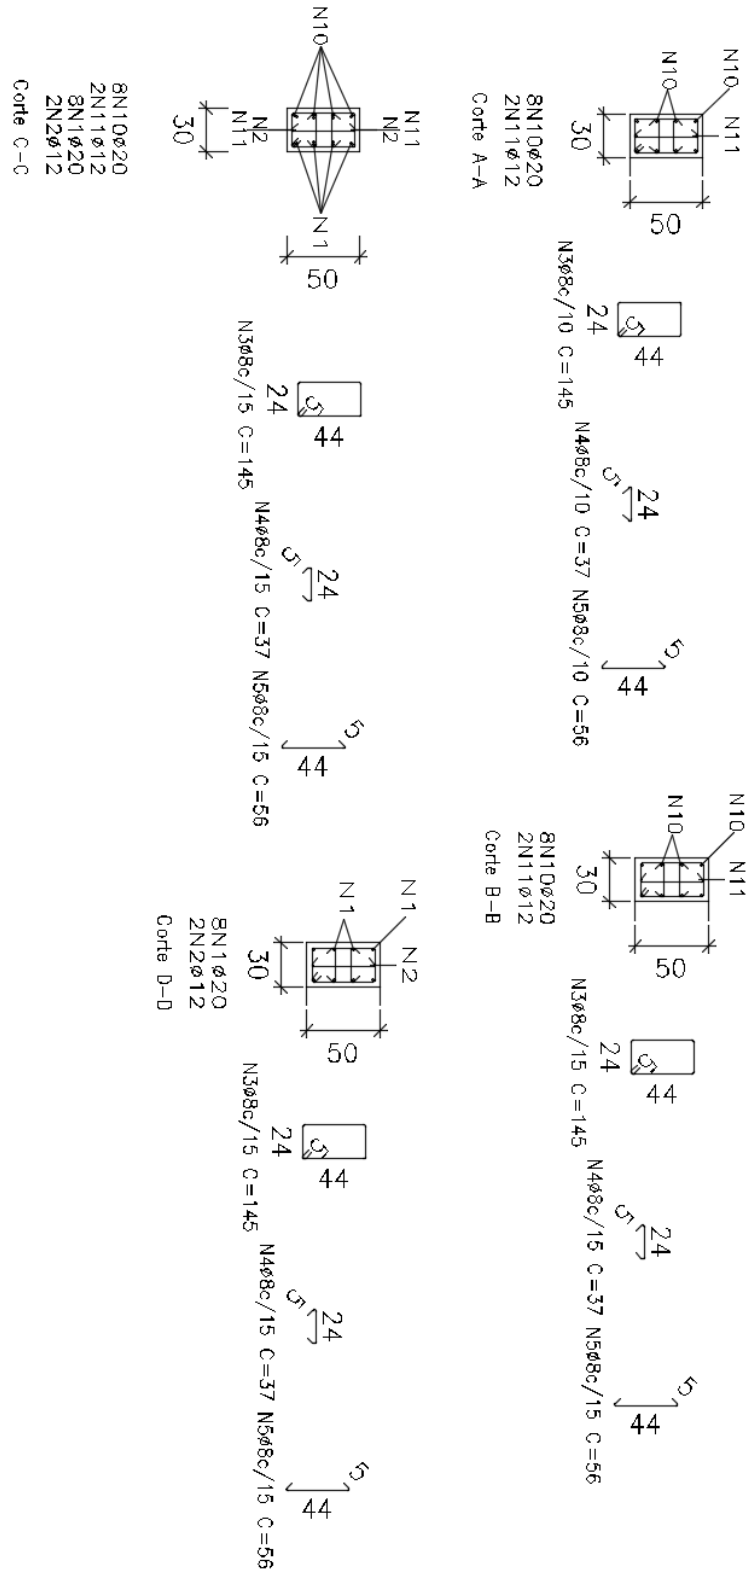 N10
N10
N11
30
50
8N10ø20
2N11ø12
Corte A-A
24
44
5
N3ø8c/10 C=145
24
5
N4ø8c/10 C=37
5
44
N5ø8c/10 C=56
N10
N10
N11
30
50
8N10ø20
2N11ø12
Corte B-B
24
44
5
N3ø8c/15 C=145
24
5
N4ø8c/15 C=37
5
44
N5ø8c/15 C=56
N10
N11
N2
N2
N11
N1
30
50
8N10ø20
2N11ø12
8N1ø20
2N2ø12
Corte C-C
24
44
5
N3ø8c/15 C=145
24
5
N4ø8c/15 C=37
5
44
N5ø8c/15 C=56
N1
N1
N2
30
50
8N1ø20
2N2ø12
Corte D-D
24
44
5
N3ø8c/15 C=145
24
5
N4ø8c/15 C=37
5
44
N5ø8c/15 C=56